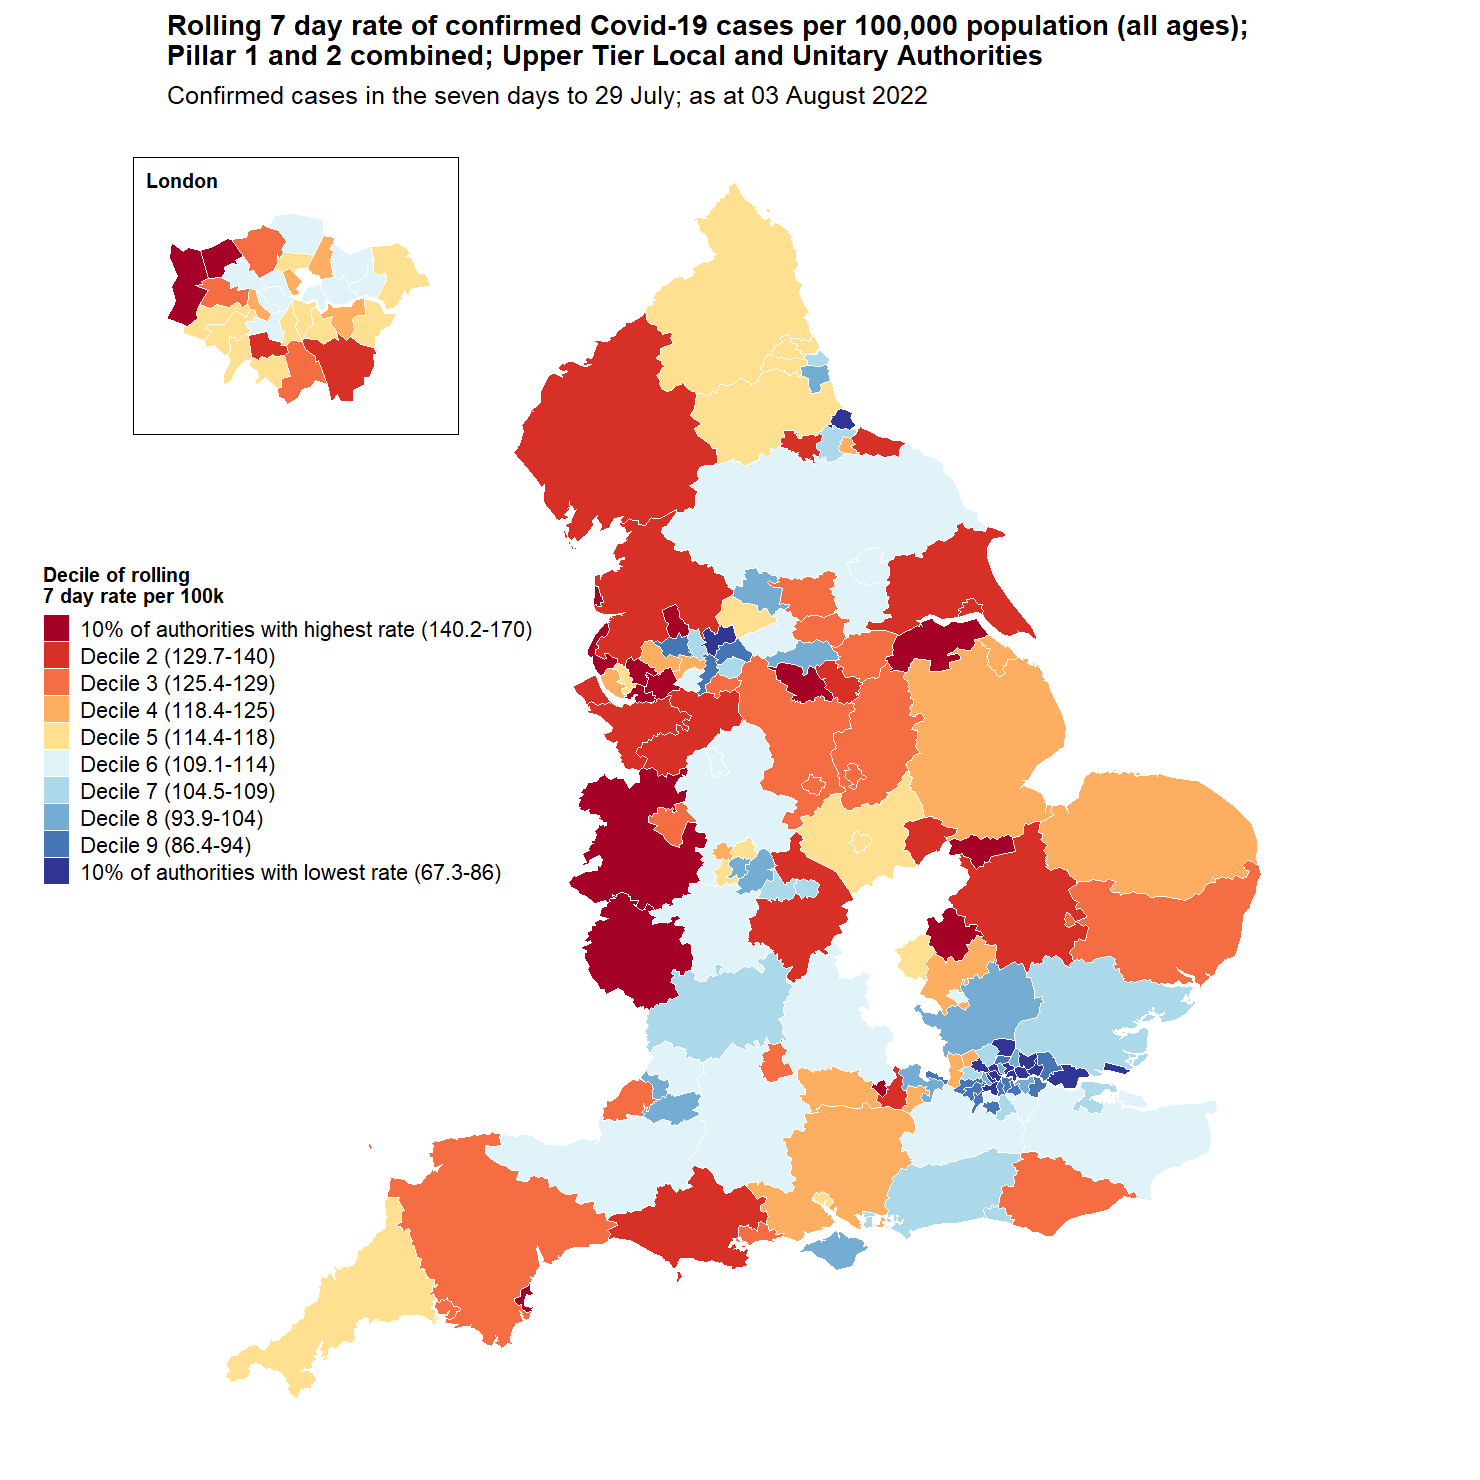 Rolling 7 day rate of confirmed Covid-19 cases per 100,000 population (all ages);
Pillar 1 and 2 combined; Upper Tier Local and Unitary Authorities
Confirmed cases in the seven days to 29 July; as at 03 August 2022
London
Decile of rolling
7 day rate per 100k
10% of authorities with highest rate (140.2-170)
Decile 2 (129.7-140)
Decile 3 (125.4-129)
Decile 4 (118.4-125)
Decile 5 (114.4-118)
Decile 6 (109.1-114)
Decile 7 (104.5-109)
Decile 8 (93.9-104)
Decile 9 (86.4-94)
10% of authorities with lowest rate (67.3-86)